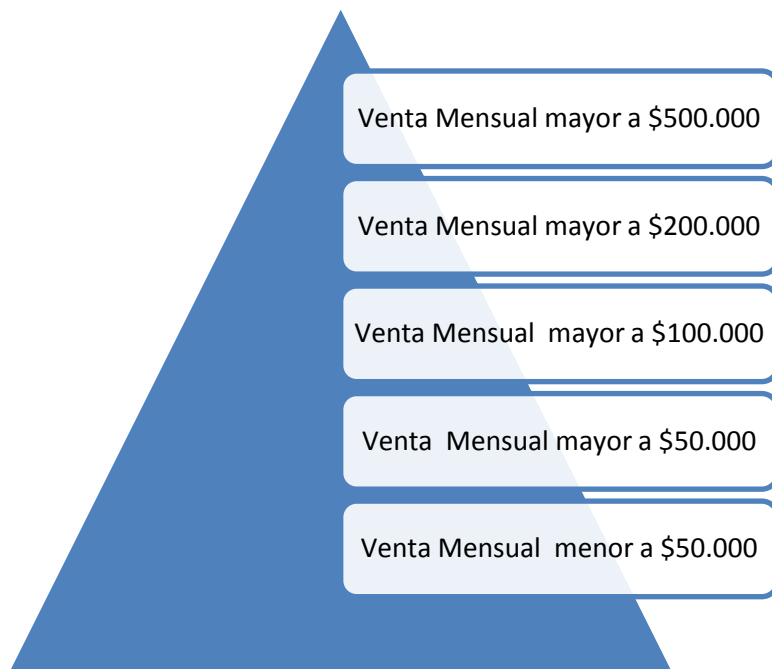 Venta Mensual mayor a $500.000
Venta Mensual mayor a $200.000
Venta Mensual  mayor a $100.000
Venta  Mensual mayor a $50.000
Venta Mensual  menor a $50.000